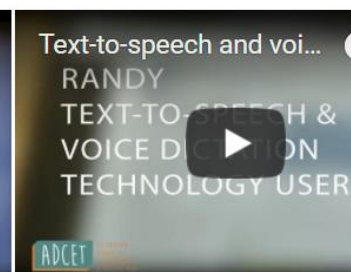 Text-to-speech and voi...
RANDY
TEXT-TO-SPEECH &
VOICE DICTATION
TECHNOLOGY USER
ADCET